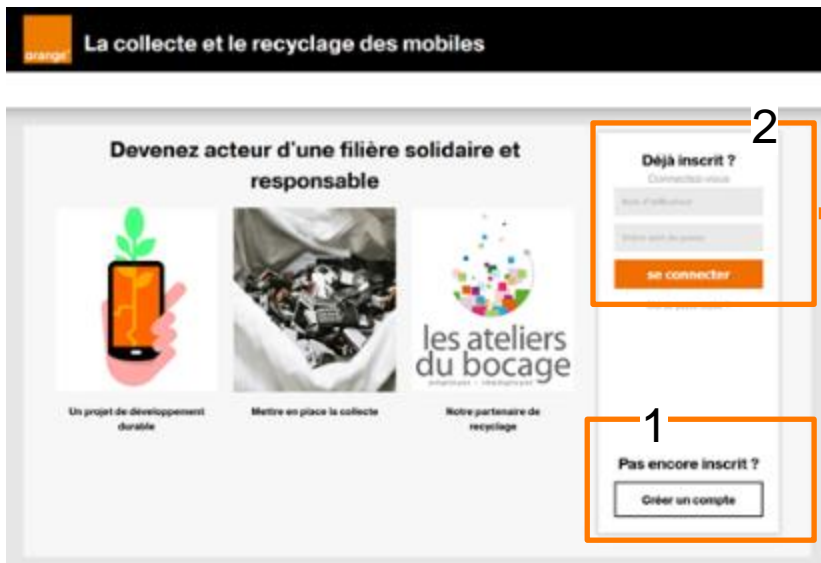 orange
La collecte et le recyclage des mobiles
Devenez acteur d'une filière solidaire et
responsable
les ateliers
du bocage
Un projet de développement
durable
Mettre en place la collecte
Notre partenaire de
recyclage
2
Déjà inscrit ?
Connectez-vous
se connecter
1
Pas encore inscrit ?
Créer un compte